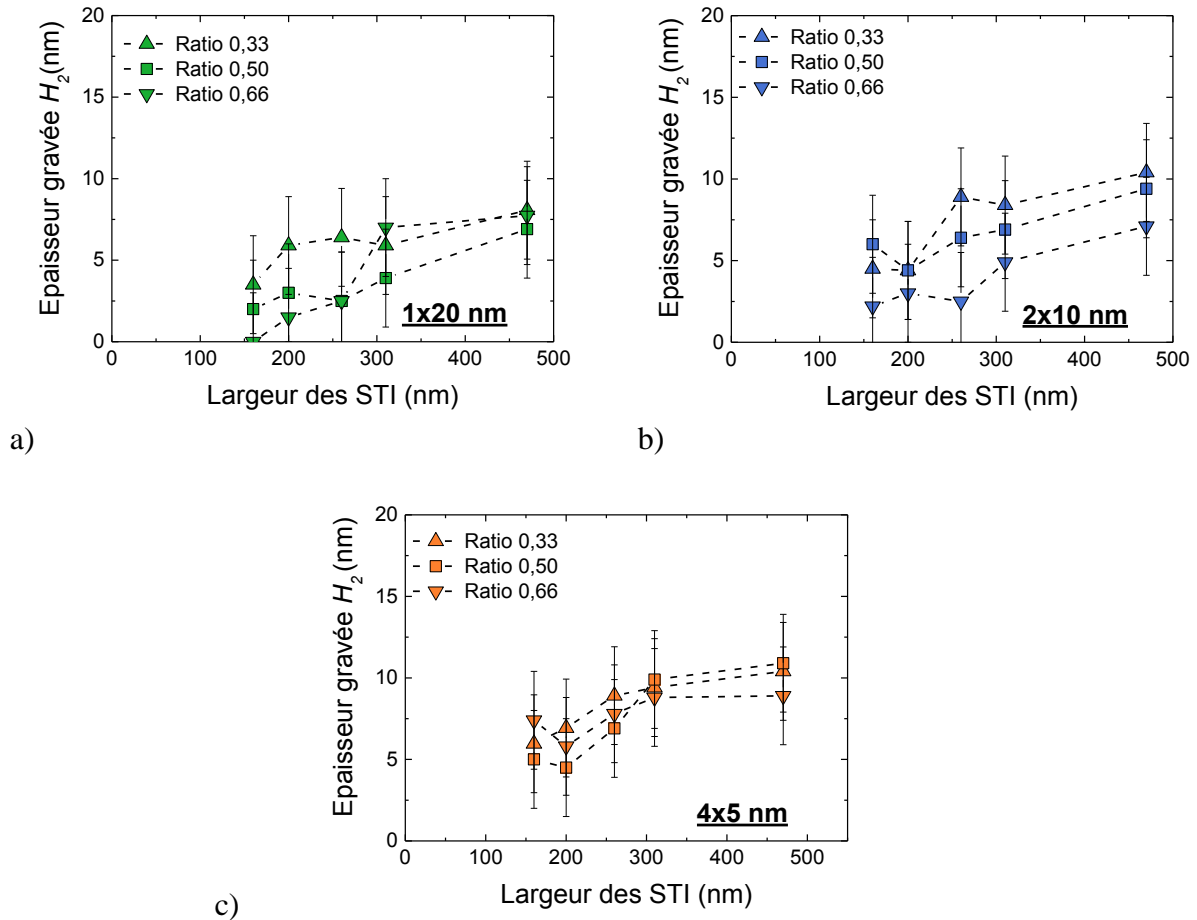 20
15
10
5
0
Epaisseur gravée H2 (nm)
Ratio 0,33
Ratio 0,50
Ratio 0,66
1x20 nm
0 100 200 300 400 500
Largeur des STI (nm)
a)
20
15
10
5
0
Epaisseur gravée H2 (nm)
Ratio 0,33
Ratio 0,50
Ratio 0,66
2x10 nm
0 100 200 300 400 500
Largeur des STI (nm)
b)
20
15
10
5
0
Epaisseur gravée H2 (nm)
Ratio 0,33
Ratio 0,50
Ratio 0,66
4x5 nm
0 100 200 300 400 500
Largeur des STI (nm)
c)